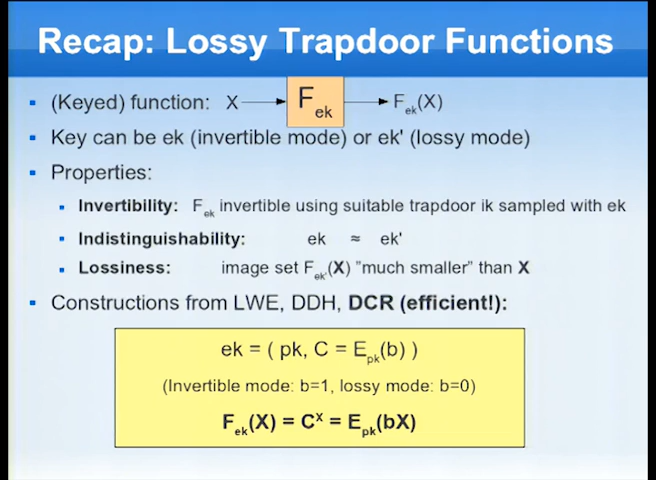 Recap: Lossy Trapdoor Functions
(Keyed) function: X F_ek F_ek(X)
Key can be ek (invertible mode) or ek' (lossy mode)
Properties:
Invertibility: F_ek invertible using suitable trapdoor ik sampled with ek
Indistinguishability: ek ≈ ek'
Lossiness: image set F_ek'(X) "much smaller" than X
Constructions from LWE, DDH, DCR (efficient!):
ek = ( pk, C = E_pk(b) )
(Invertible mode: b=1, lossy mode: b=0)
F_ek(X) = C^X = E_pk(bX)